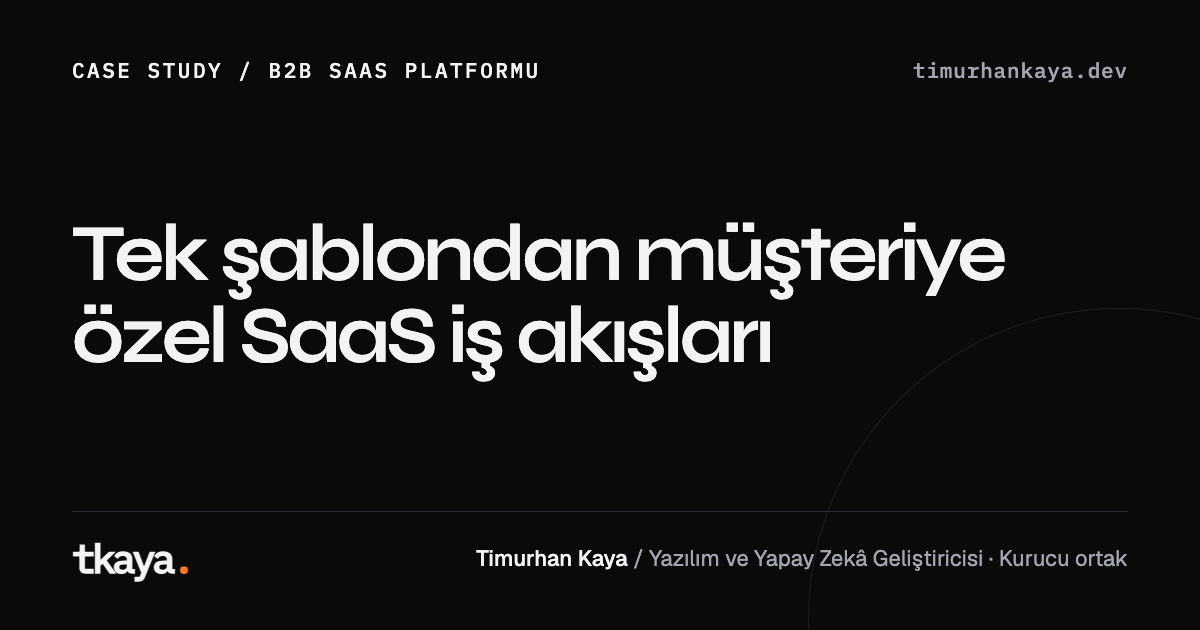 CASE STUDY / B2B SAAS PLATFORMU
timurhankaya.dev
Tek şablondan müşteriye
özel SaaS iş akışları
tkaya.
Timurhan Kaya / Yazılım ve Yapay Zekâ Geliştiricisi · Kurucu ortak